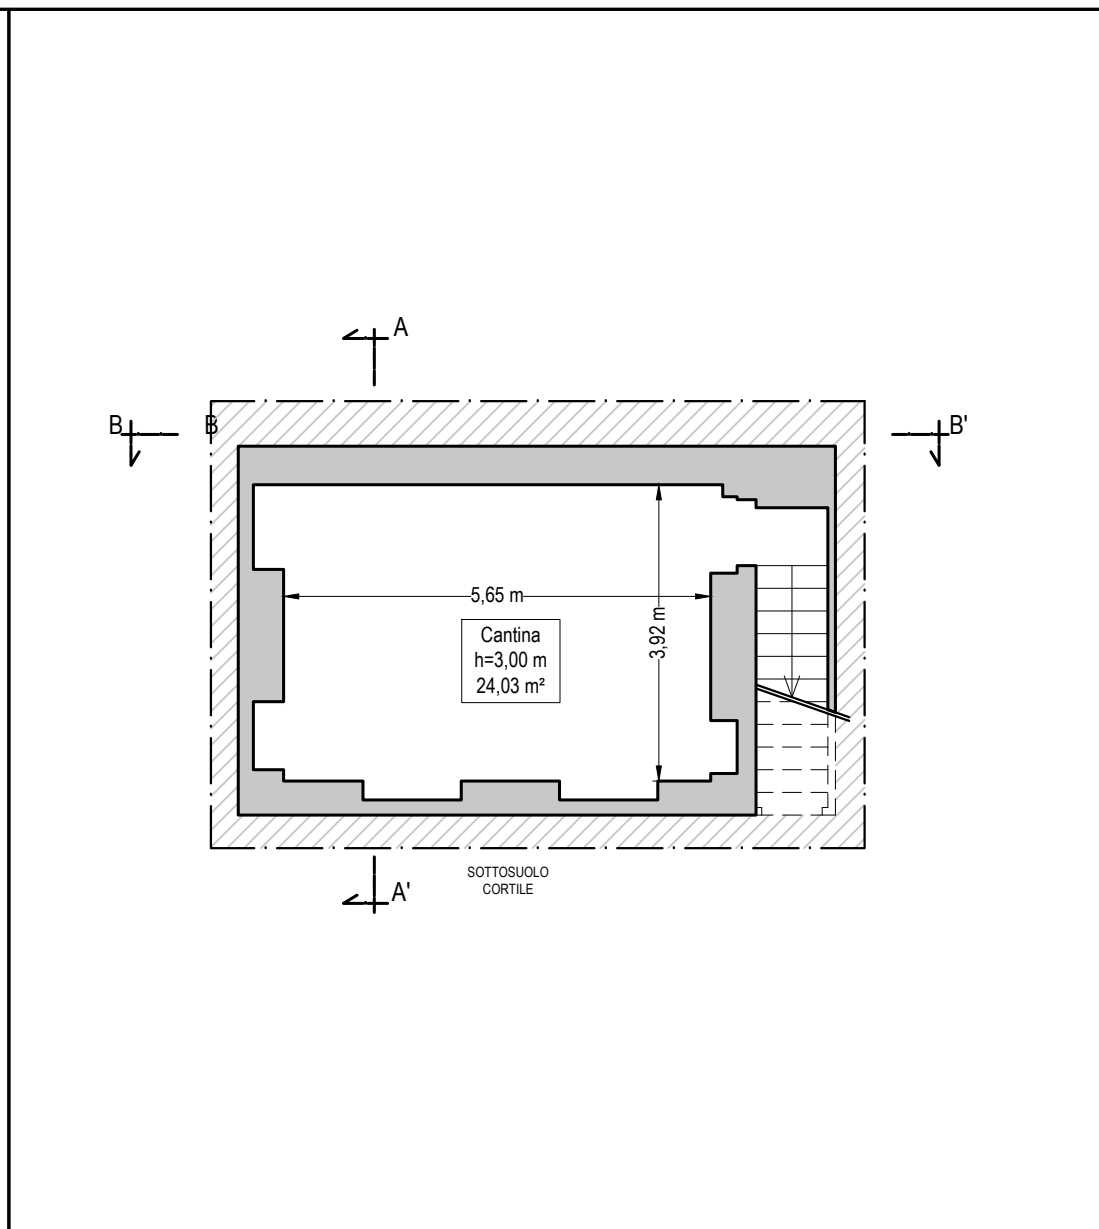 A
B
B
B'
5,65 m
3,92 m
Cantina
h=3,00 m
24,03 m²
SOTTOSUOLO
CORTILE
A'